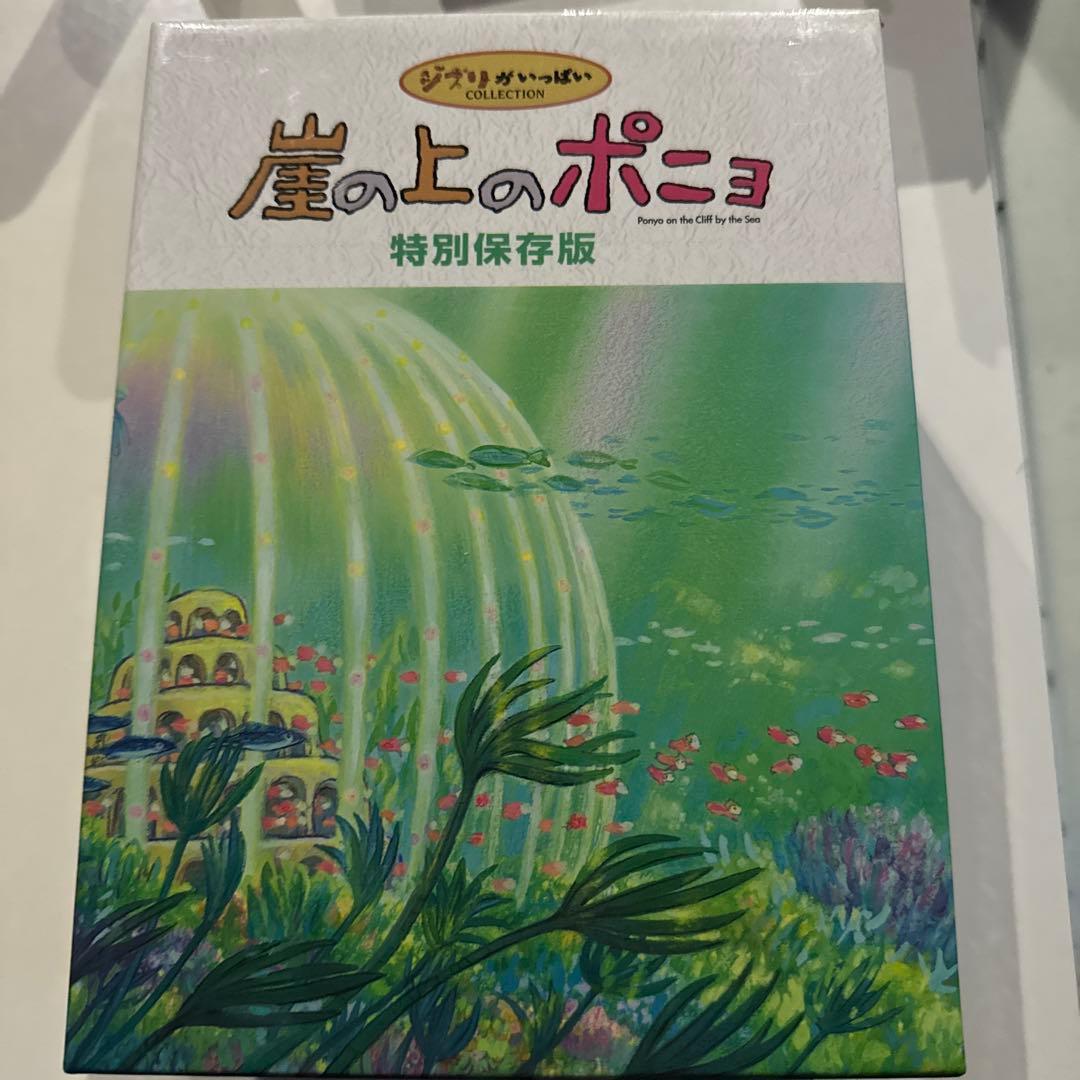 ジブリがいっぱい
COLLECTION
崖の上のポニョ
Ponyo on the Cliff by the Sea
特別保存版